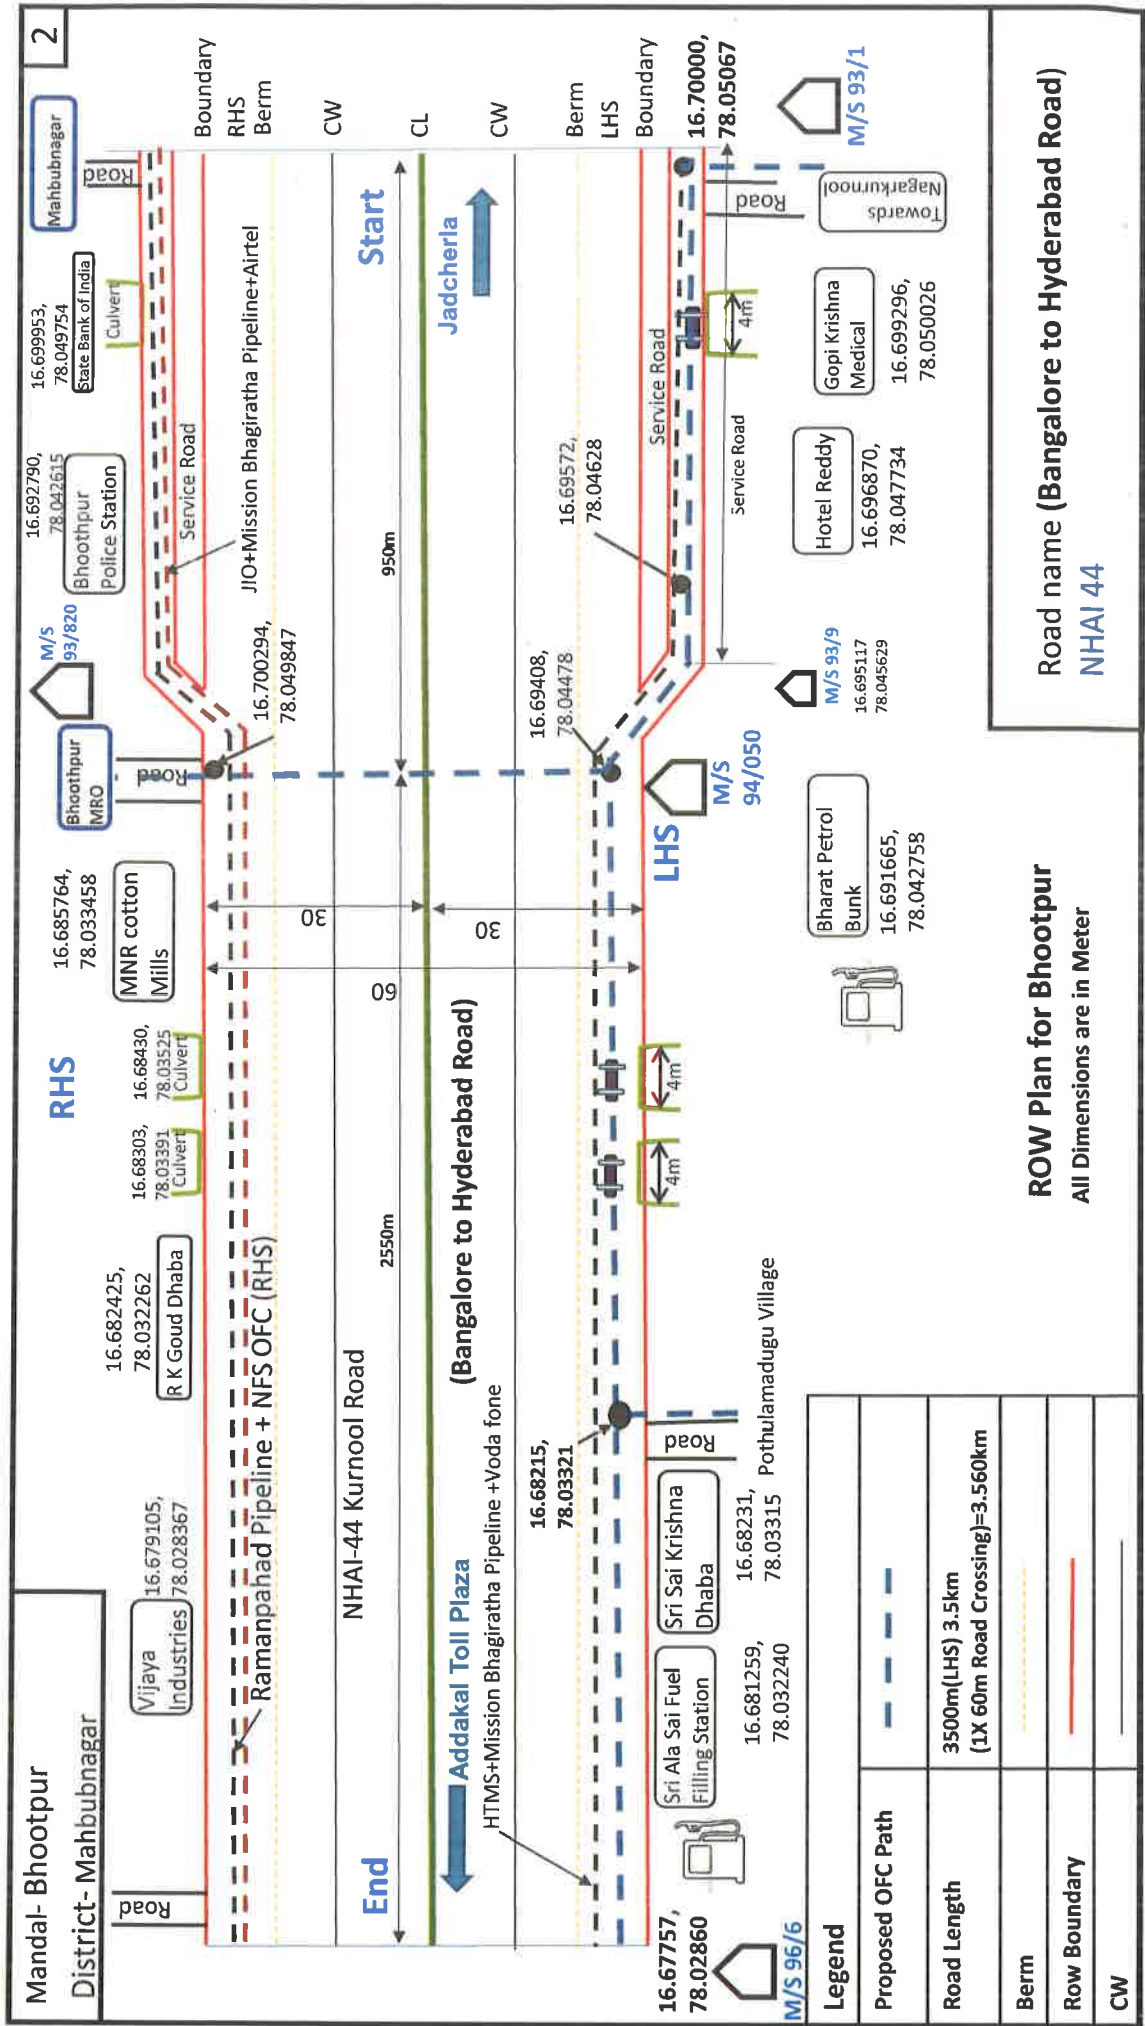 Mandal- Bhootpur
District- Mahbubnagar
2
Vijaya
Industries
16.679105,
78.028367
16.682425,
78.032262
R K Goud Dhaba
16.68303,
78.03391
Culvert
16.68430,
78.03525
Culvert
RHS
16.685764,
78.033458
MNR cotton
Mills
Bhoothpur
MRO
M/S
93/820
16.692790,
78.042615
Bhoothpur
Police Station
16.699953,
78.049754
State Bank of India
Culvert
Mahbubnagar
Road
Road
Road
Service Road
Boundary
RHS
Berm
CW
CL
CW
Berm
LHS
Boundary
Ramanpahad Pipeline + NFS OFC (RHS)
JIO+Mission Bhagiratha Pipeline+Airtel
16.700294,
78.049847
NHAI-44 Kurnool Road
End
2550m
950m
Start
30
30
60
Addakal Toll Plaza
(Bangalore to Hyderabad Road)
Jadcherla
HTMS+Mission Bhagiratha Pipeline +Voda fone
16.68215,
78.03321
16.69408,
78.04478
16.69572,
78.04628
Service Road
Service Road
LHS
4m
4m
4m
16.67757,
78.02860
M/S 96/6
Sri Ala Sai Fuel
Filling Station
16.681259,
78.032240
Sri Sai Krishna
Dhaba
16.68231,
78.03315
Road
Pothulamadugu Village
M/S
94/050
Bharat Petrol
Bunk
16.691665,
78.042758
M/S 93/9
16.695117
78.045629
Hotel Reddy
16.696870,
78.047734
Gopi Krishna
Medical
16.699296,
78.050026
Road
Towards
Nagarkurnool
16.70000,
78.05067
M/S 93/1
Legend
Proposed OFC Path
Road Length
3500m(LHS) 3.5km
(1X 60m Road Crossing)=3.560km
Berm
Row Boundary
CW
ROW Plan for Bhootpur
All Dimensions are in Meter
Road name (Bangalore to Hyderabad Road)
NHAI 44